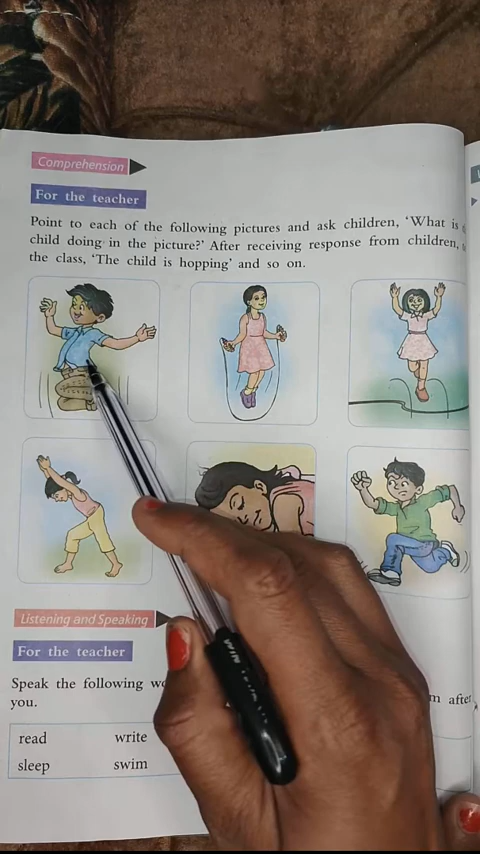 Comprehension
For the teacher
Point to each of the following pictures and ask children, 'What is
child doing in the picture?' After receiving response from children,
the class, 'The child is hopping' and so on.
Listening and Speaking
For the teacher
Speak the following
m after
you.
read write
sleep swim